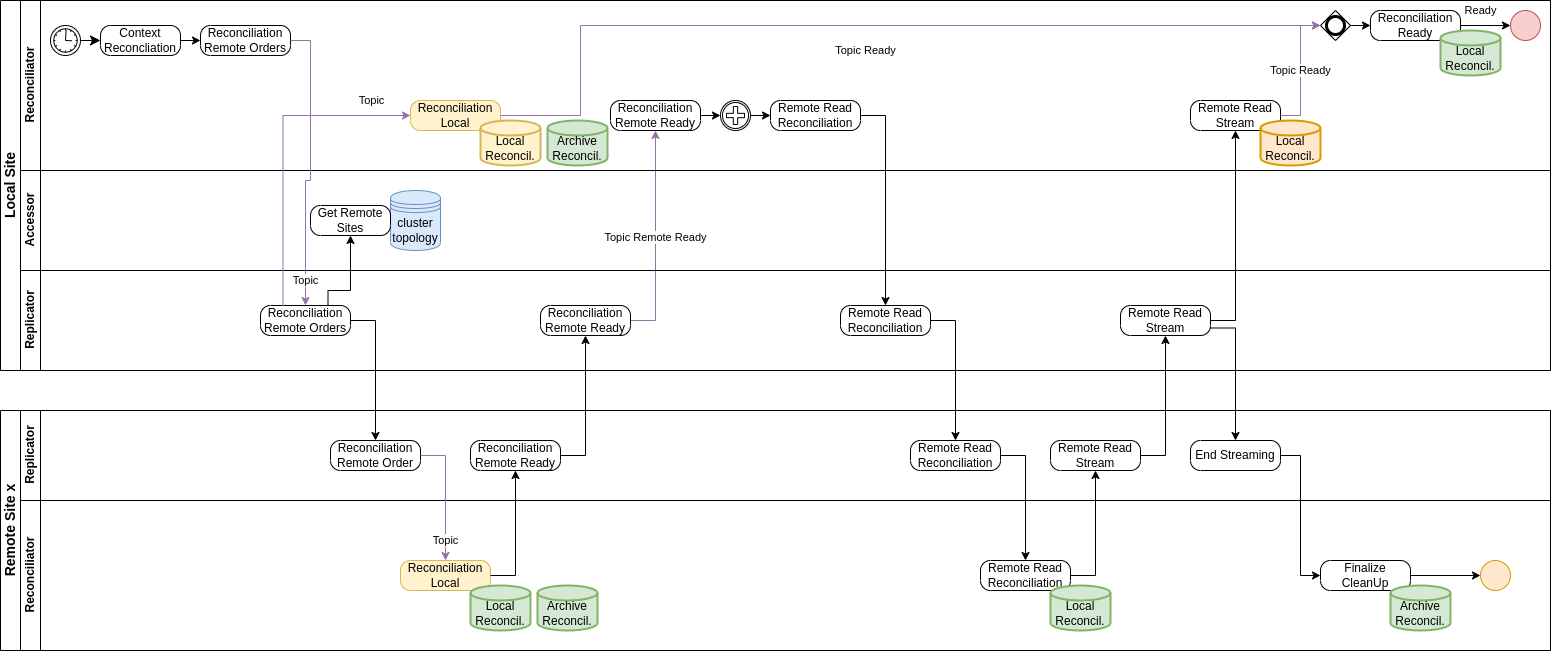 Local Site
Reconciliator
Context
Reconcliation
Reconciliation
Remote Orders
Topic
Reconciliation
Local
Local
Reconcil.
Archive
Reconcil.
Topic Ready
Reconciliation
Remote Ready
Remote Read
Reconciliation
Remote Read
Stream
Local
Reconcil.
Topic Ready
Reconciliation
Ready
Local
Reconcil.
Ready
Accessor
Get Remote
Sites
cluster
topology
Topic Remote Ready
Replicator
Topic
Reconciliation
Remote Orders
Reconciliation
Remote Ready
Remote Read
Reconciliation
Remote Read
Stream
Remote Site x
Replicator
Reconciliation
Remote Order
Reconciliation
Remote Ready
Remote Read
Reconciliation
Remote Read
Stream
End Streaming
Reconciliator
Topic
Reconciliation
Local
Local
Reconcil.
Archive
Reconcil.
Remote Read
Reconciliation
Local
Reconcil.
Finalize
CleanUp
Archive
Reconcil.